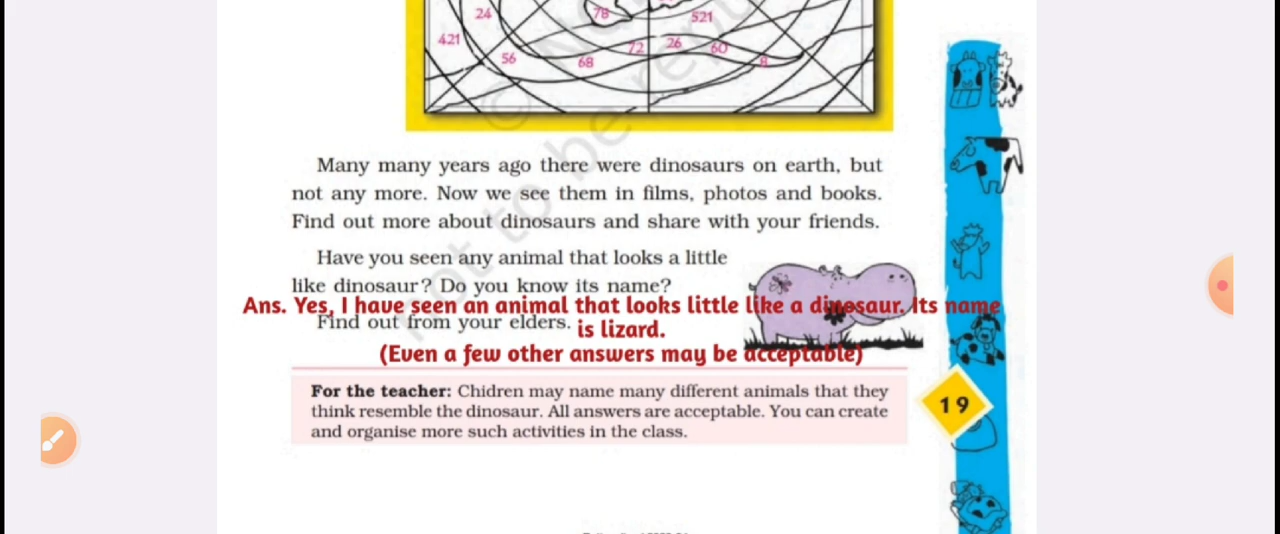 24
78
521
421
72
26
60
56
68
8
Many many years ago there were dinosaurs on earth, but
not any more. Now we see them in films, photos and books.
Find out more about dinosaurs and share with your friends.
Have you seen any animal that looks a little
like dinosaur? Do you know its name?
Ans. Yes, I have seen an animal that looks little like a dinosaur. Its name
Find out from your elders.
is lizard.
(Even a few other answers may be acceptable)
For the teacher: Chidren may name many different animals that they
think resemble the dinosaur. All answers are acceptable. You can create
and organise more such activities in the class.
19
not to be re